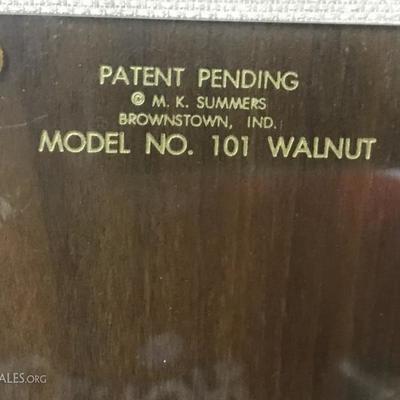 PATENT PENDING
© M. K. SUMMERS
BROWNSTOWN, IND.
MODEL NO. 101 WALNUT
ALES.ORG